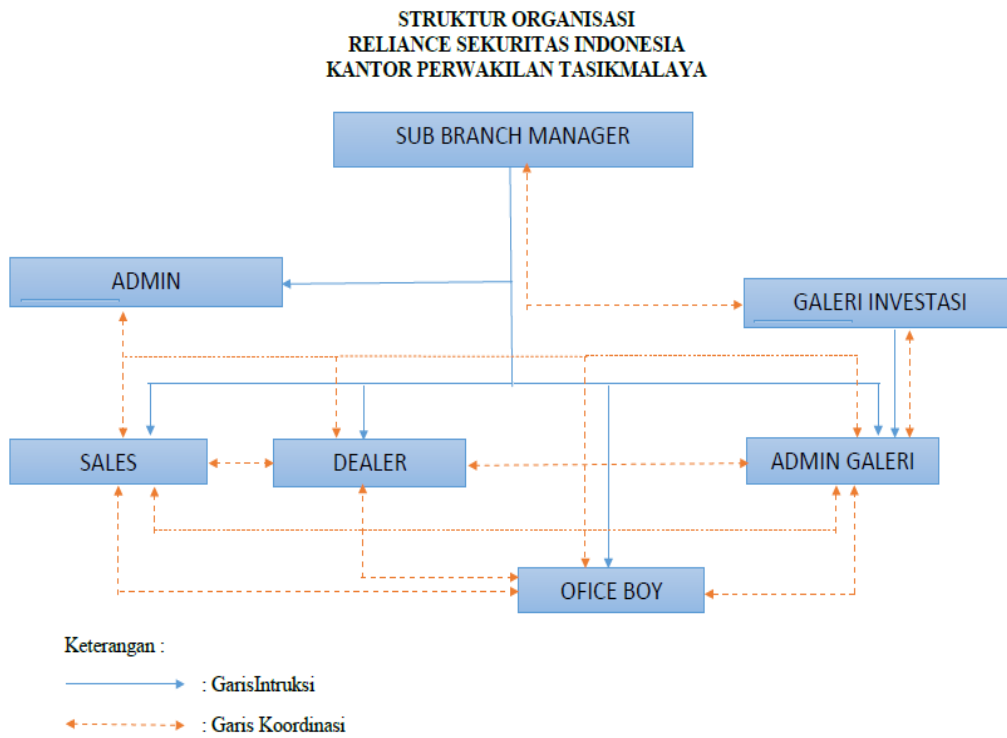 STRUKTUR ORGANISASI
RELIANCE SEKURITAS INDONESIA
KANTOR PERWAKILAN TASIKMALAYA
SUB BRANCH MANAGER
ADMIN
GALERI INVESTASI
SALES
DEALER
ADMIN GALERI
OFICE BOY
Keterangan :
: GarisIntruksi
: Garis Koordinasi